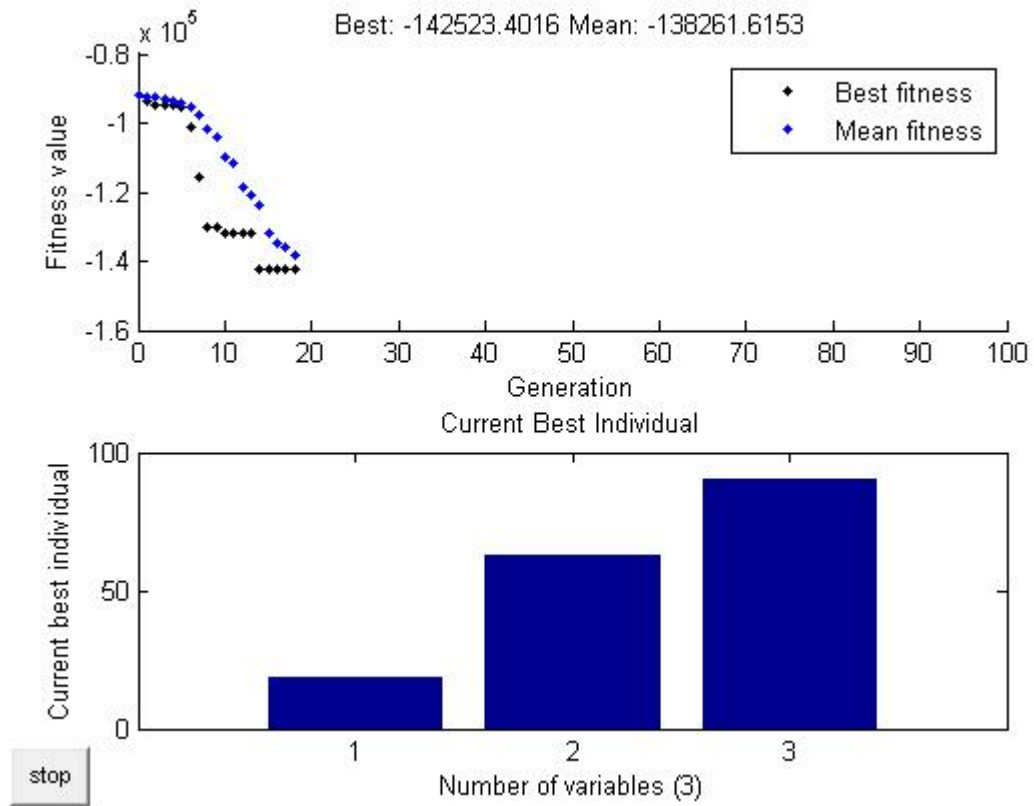 x 10^5
Best: -142523.4016 Mean: -138261.6153
-0.8
-1
-1.2
-1.4
-1.6
Fitness value
Best fitness
Mean fitness
0 10 20 30 40 50 60 70 80 90 100
Generation
Current Best Individual
100
50
0
Current best individual
1 2 3
Number of variables (3)
stop